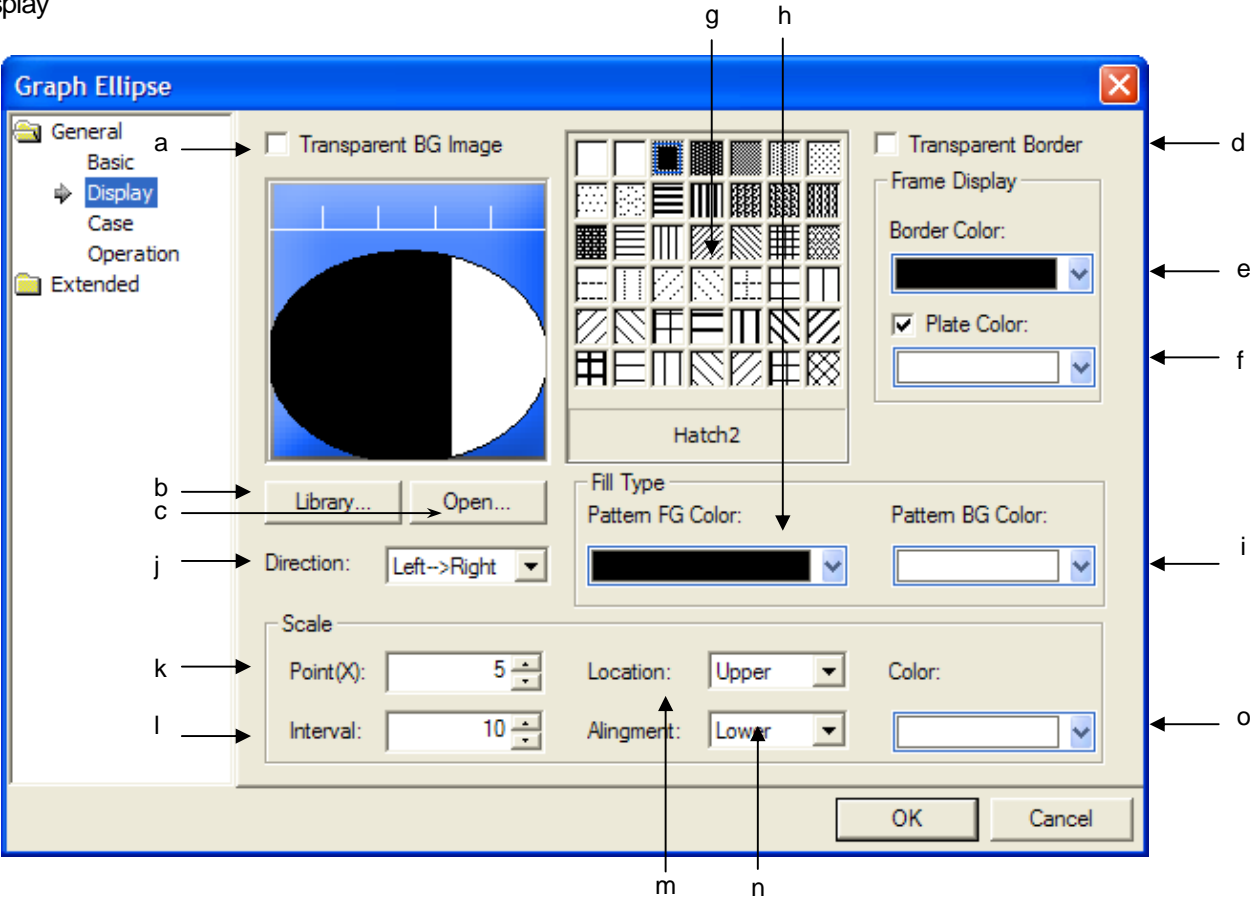 splay
g h
Graph Ellipse
General
Basic
Display
Case
Operation
Extended
a
Transparent BG Image
Transparent Border
d
Frame Display
Border Color:
e
Plate Color:
f
Hatch2
b
c
Library...
Open...
Fill Type
Pattern FG Color:
Pattern BG Color:
i
j
Direction:
Left-->Right
Scale
k
Point(X):
5
Location:
Upper
Color:
l
Interval:
10
Alingment:
Lower
o
OK
Cancel
m n